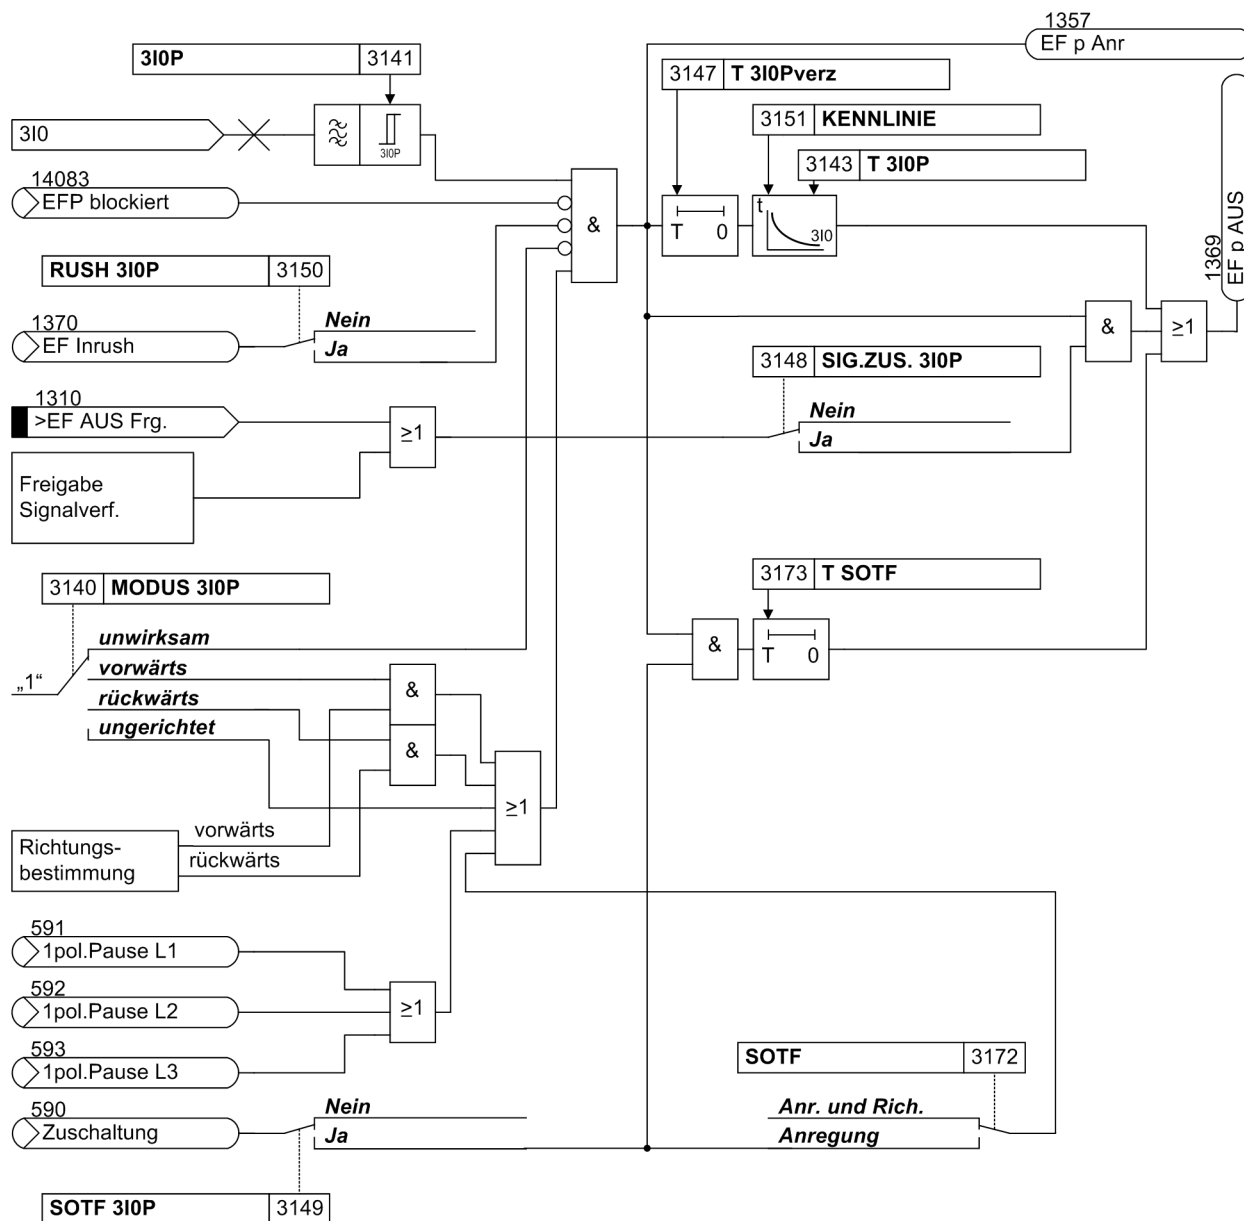 1357
EF p Anr
3I0P 3141
3147 T 3I0Pverz
3151 KENNLINIE
3I0
3I0P
3143 T 3I0P
14083
EFP blockiert
&
T 0
t
3I0
1369
EF p AUS
RUSH 3I0P 3150
1370
EF Inrush
Nein
Ja
&
≥1
3148 SIG.ZUS. 3I0P
1310
>EF AUS Frg.
≥1
Nein
Ja
Freigabe
Signalverf.
3140 MODUS 3I0P
3173 T SOTF
unwirksam
&
T 0
vorwärts
„1“
rückwärts
ungerichtet
&
&
≥1
Richtungs-
bestimmung
vorwärts
rückwärts
591
1pol.Pause L1
592
1pol.Pause L2
≥1
593
1pol.Pause L3
SOTF 3172
590
Zuschaltung
Nein
Ja
Anr. und Rich.
Anregung
SOTF 3I0P 3149